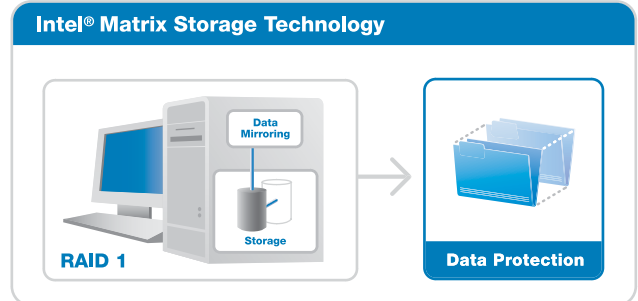 Intel® Matrix Storage Technology
Data
Mirroring
Storage
RAID 1
Data Protection